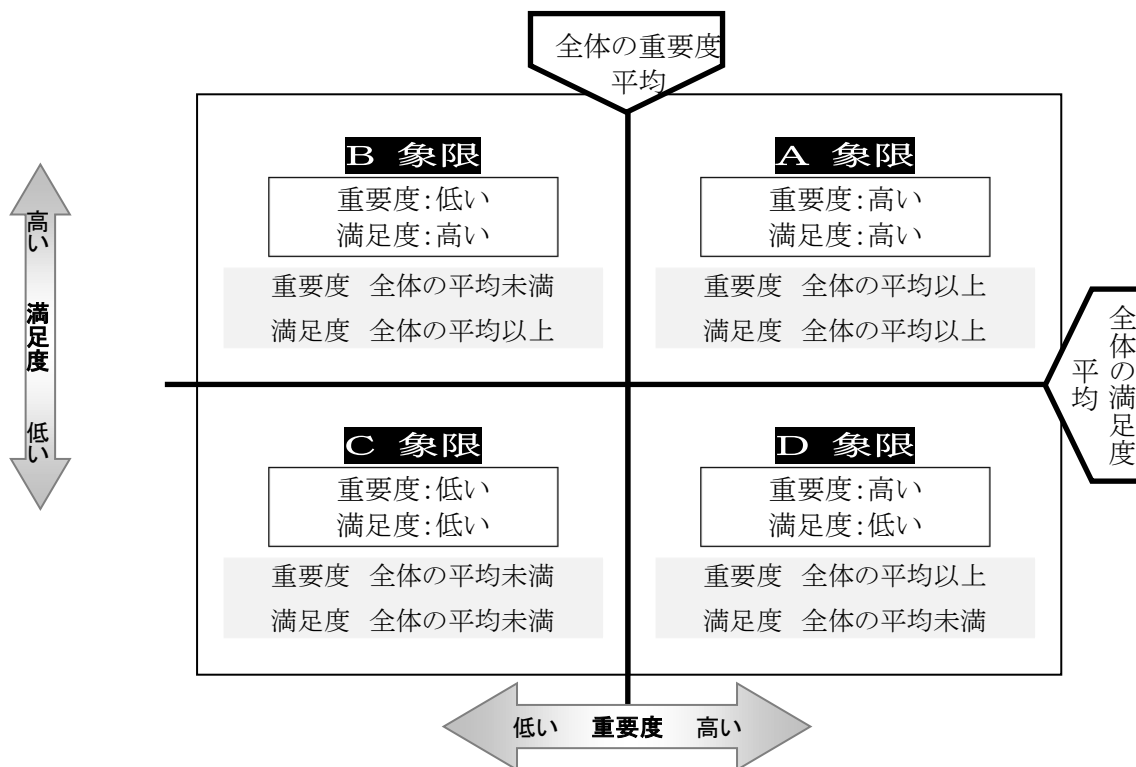 全体の重要度
平均
B 象限
重要度:低い
満足度:高い
重要度 全体の平均未満
満足度 全体の平均以上
A 象限
重要度:高い
満足度:高い
重要度 全体の平均以上
満足度 全体の平均以上
高い
満足度
低い
全体の満足度
平均
C 象限
重要度:低い
満足度:低い
重要度 全体の平均未満
満足度 全体の平均未満
D 象限
重要度:高い
満足度:低い
重要度 全体の平均以上
満足度 全体の平均未満
低い 重要度 高い